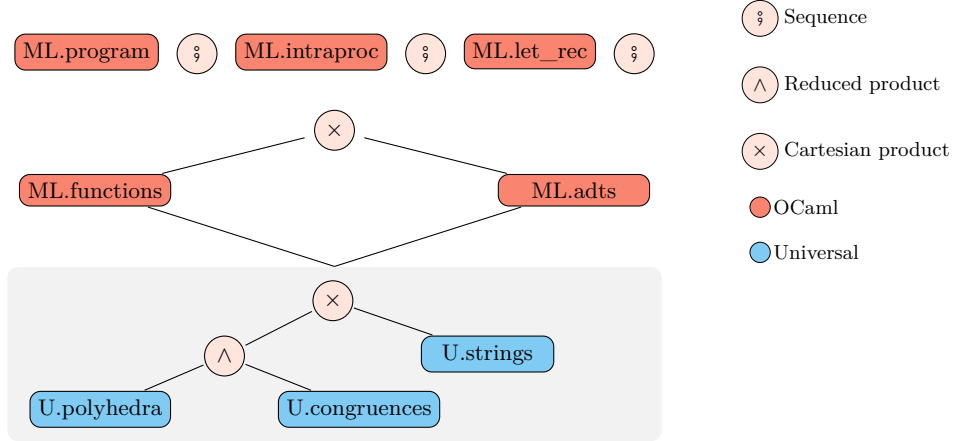 ML.program ; ML.intraproc ; ML.let_rec ;
×
ML.functions ML.adts
×
∧ U.strings
U.polyhedra U.congruences
; Sequence
∧ Reduced product
× Cartesian product
OCaml
Universal